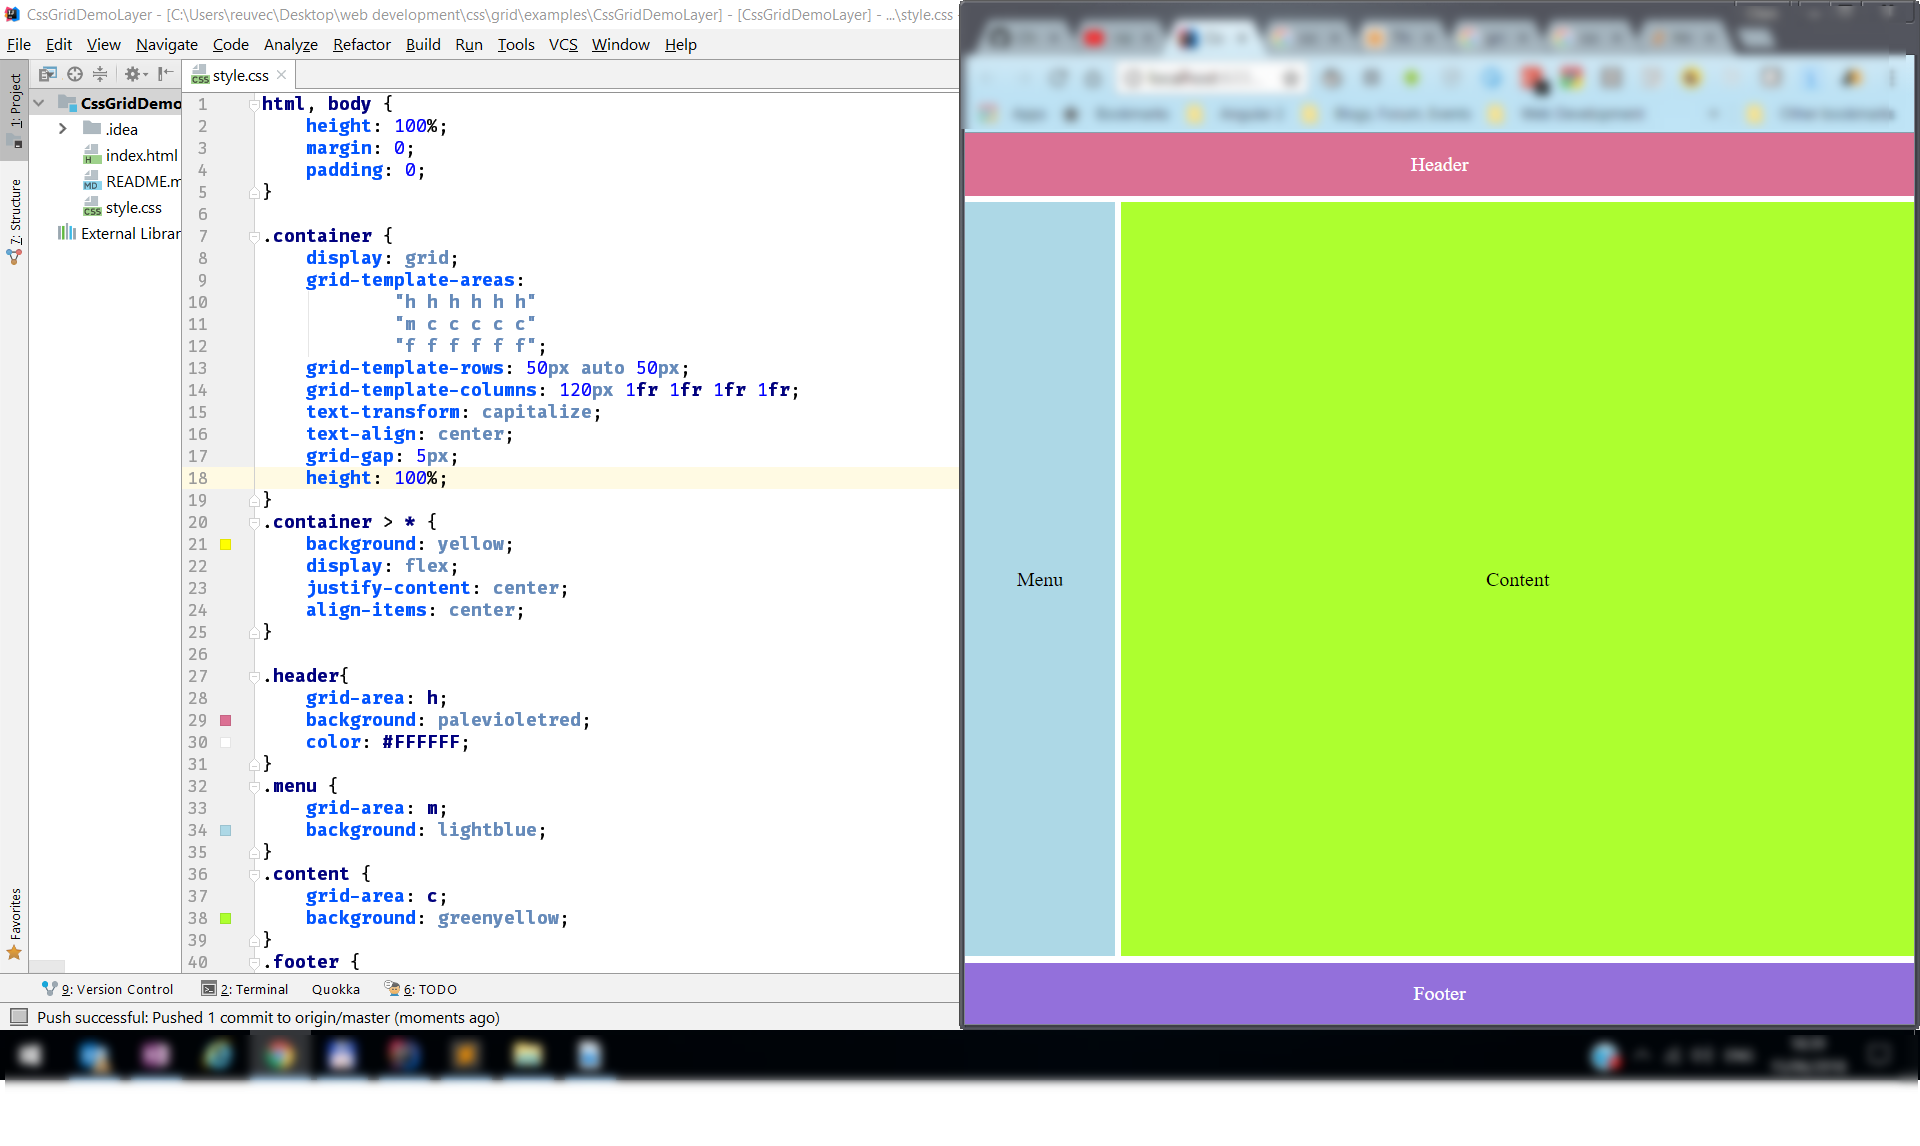 CssGridDemoLayer - [C:\Users\reuvec\Desktop\web development\css\grid\examples\CssGridDemoLayer] - [CssGridDemoLayer] - ...\style.css -
File Edit View Navigate Code Analyze Refactor Build Run Tools VCS Window Help
1: Project
7: Structure
Favorites
CssGridDemo
.idea
index.html
README.m
style.css
External Librar
style.css
1 html, body {
2 height: 100%;
3 margin: 0;
4 padding: 0;
5 }
6
7 .container {
8 display: grid;
9 grid-template-areas:
10 "h h h h h h"
11 "m c c c c c"
12 "f f f f f f";
13 grid-template-rows: 50px auto 50px;
14 grid-template-columns: 120px 1fr 1fr 1fr 1fr;
15 text-transform: capitalize;
16 text-align: center;
17 grid-gap: 5px;
18 height: 100%;
19 }
20 .container > * {
21 background: yellow;
22 display: flex;
23 justify-content: center;
24 align-items: center;
25 }
26
27 .header{
28 grid-area: h;
29 background: palevioletred;
30 color: #FFFFFF;
31 }
32 .menu {
33 grid-area: m;
34 background: lightblue;
35 }
36 .content {
37 grid-area: c;
38 background: greenyellow;
39 }
40 .footer {
9: Version Control 2: Terminal Quokka 6: TODO
Push successful: Pushed 1 commit to origin/master (moments ago)
Header
Menu
Content
Footer